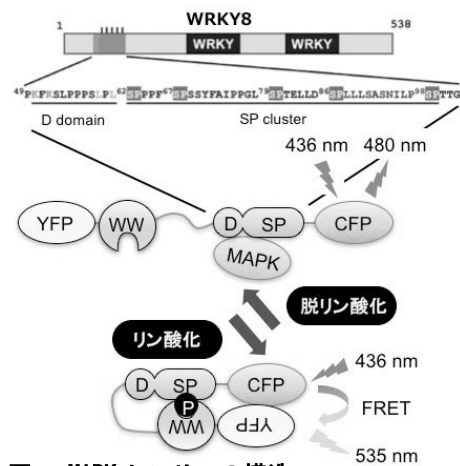 WRKY8
1
538
WRKY
WRKY
49PKFKSLPPPSLPL62SPPPF67SPSSYFAIPPGL79SPTELLD86SPLLLSASNILP98SPTTG
D domain
SP cluster
436 nm
480 nm
YFP
WW
D
SP
CFP
MAPK
リン酸化
脱リン酸化
D
SP
CFP
436 nm
P
WW
YFP
FRET
535 nm